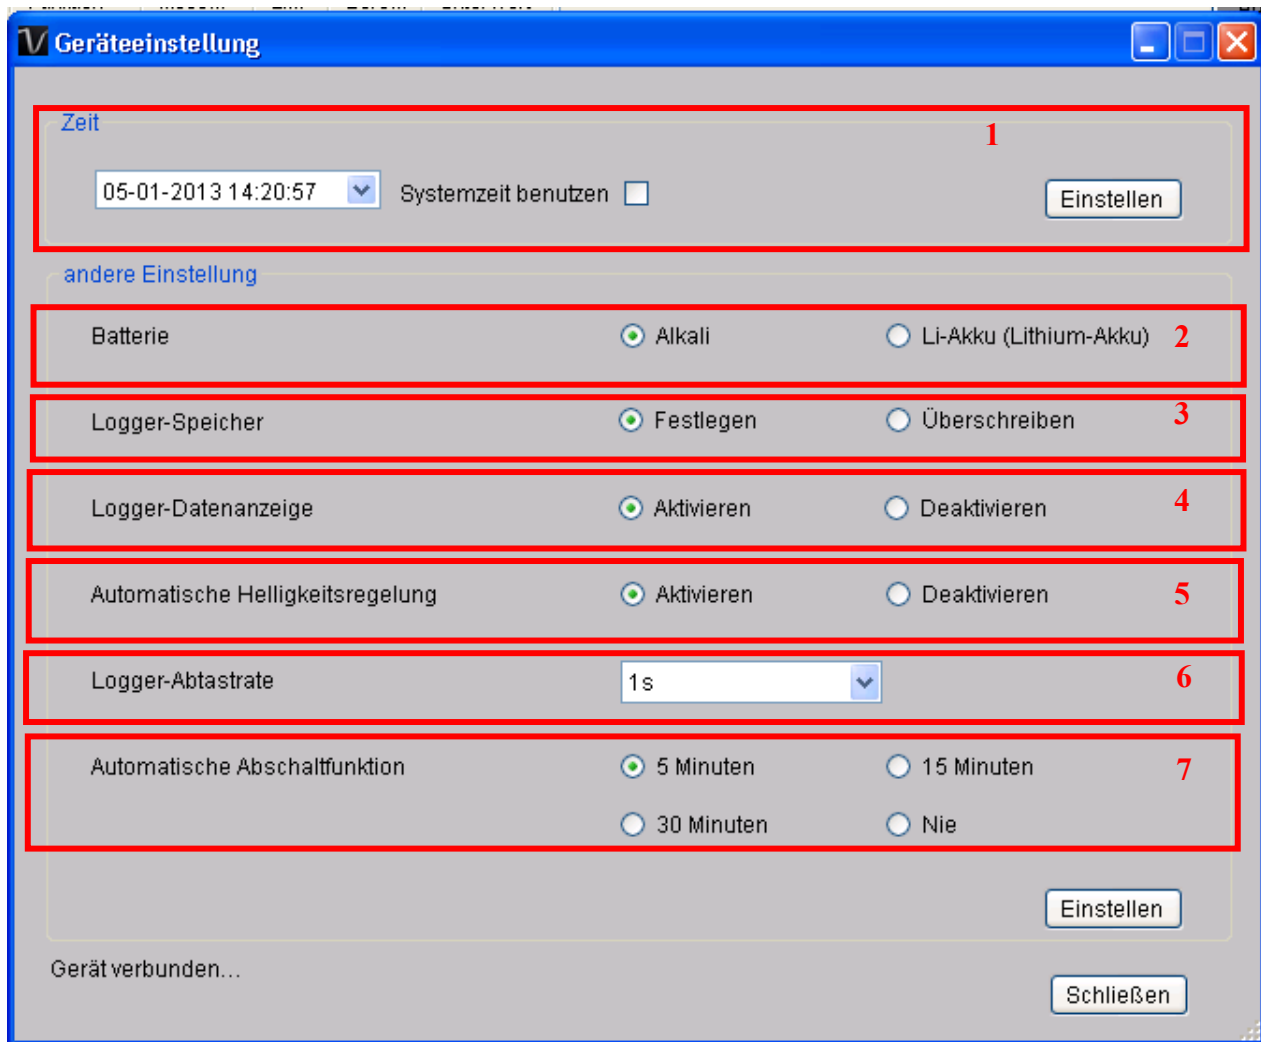 Geräteeinstellung
Zeit
1
05-01-2013 14:20:57 Systemzeit benutzen Einstellen
andere Einstellung
Batterie Alkali Li-Akku (Lithium-Akku) 2
Logger-Speicher Festlegen Überschreiben 3
Logger-Datenanzeige Aktivieren Deaktivieren 4
Automatische Helligkeitsregelung Aktivieren Deaktivieren 5
Logger-Abtastrate 1s 6
Automatische Abschaltfunktion 5 Minuten 15 Minuten 7
30 Minuten Nie
Einstellen
Gerät verbunden...
Schließen